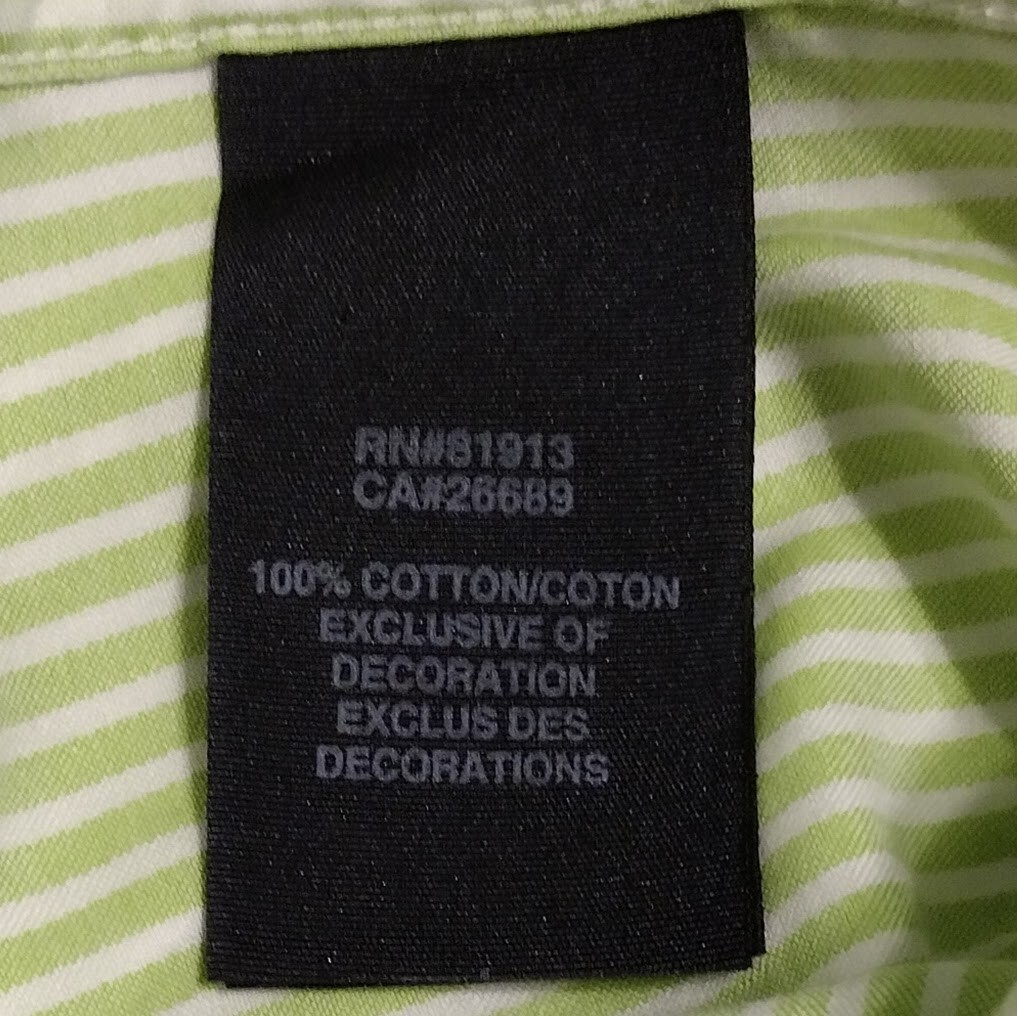 RN#81913
CA#26689
100% COTTON/COTON
EXCLUSIVE OF
DECORATION
EXCLUS DES
DECORATIONS